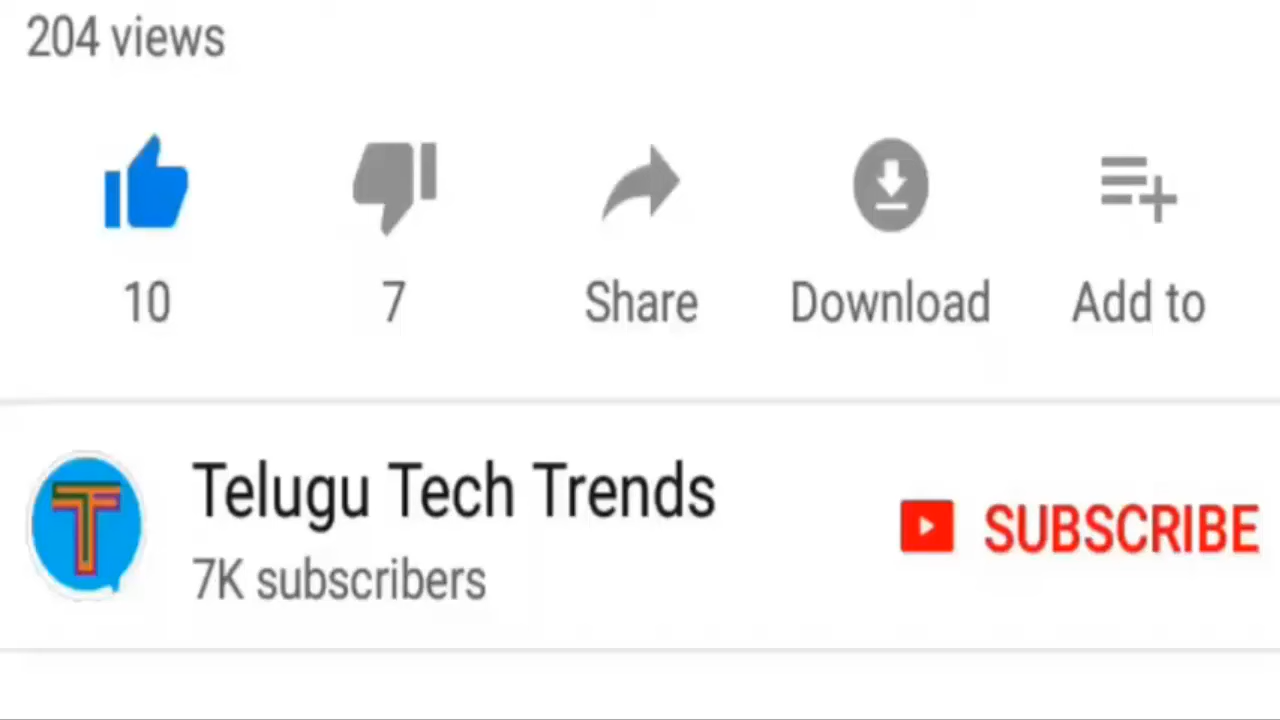 204 views
10 7 Share Download Add to
Telugu Tech Trends
SUBSCRIBE
7K subscribers